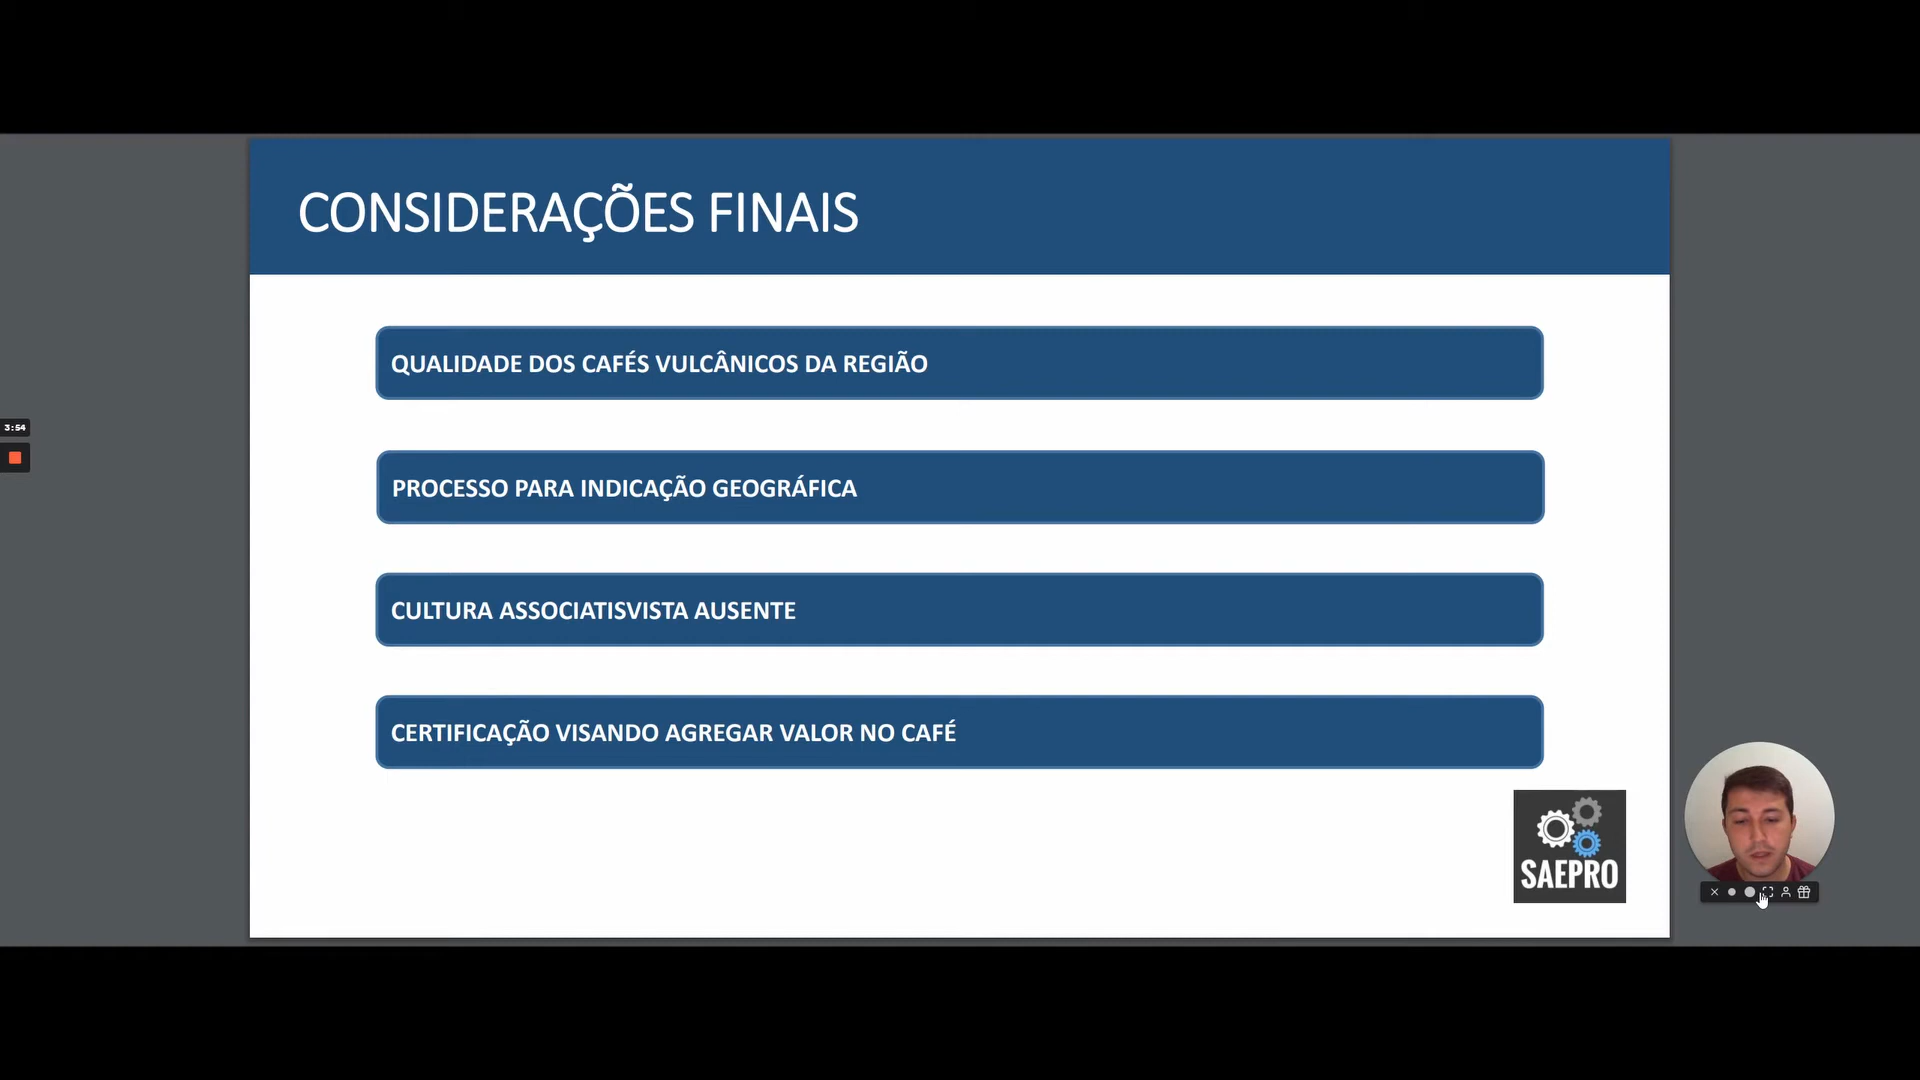 CONSIDERAÇÕES FINAIS
QUALIDADE DOS CAFÉS VULCÂNICOS DA REGIÃO
3:54
PROCESSO PARA INDICAÇÃO GEOGRÁFICA
CULTURA ASSOCIATISVISTA AUSENTE
CERTIFICAÇÃO VISANDO AGREGAR VALOR NO CAFÉ
SAEPRO